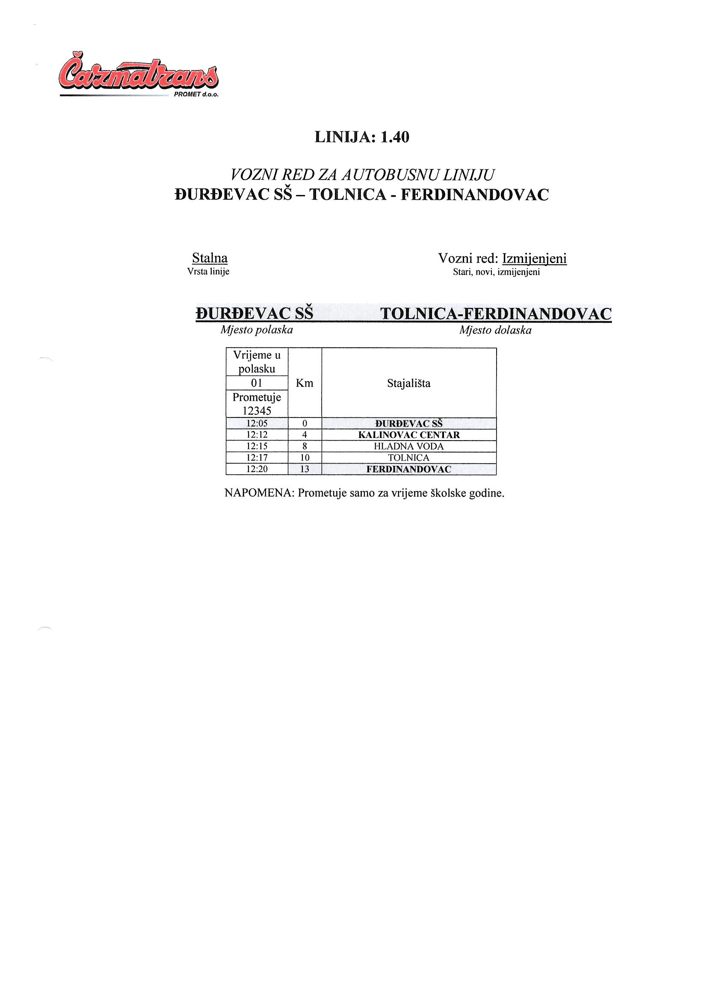 Čazmatrans
PROMET d.o.o.
LINIJA: 1.40
VOZNI RED ZA AUTOBUSNU LINIJU
ĐURĐEVAC SŠ – TOLNICA - FERDINANDOVAC
Stalna Vozni red: Izmijenjeni
Vrsta linije Stari, novi, izmijenjeni
ĐURĐEVAC SŠ TOLNICA-FERDINANDOVAC
Mjesto polaska Mjesto dolaska
Vrijeme u
polasku
01 Km Stajališta
Prometuje
12345
12:05 0 ĐURĐEVAC SŠ
12:12 4 KALINOVAC CENTAR
12:15 8 HLADNA VODA
12:17 10 TOLNICA
12:20 13 FERDINANDOVAC
NAPOMENA: Prometuje samo za vrijeme školske godine.